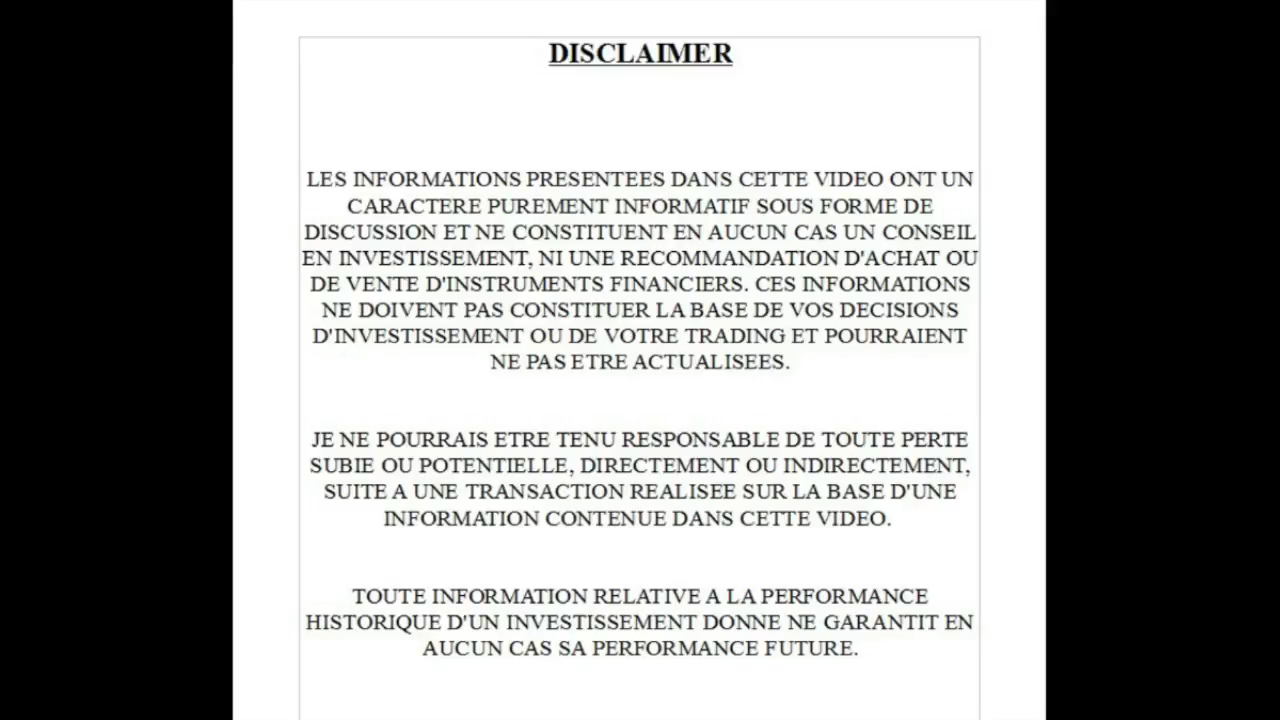 DISCLAIMER
LES INFORMATIONS PRESENTEES DANS CETTE VIDEO ONT UN
CARACTERE PUREMENT INFORMATIF SOUS FORME DE
DISCUSSION ET NE CONSTITUENT EN AUCUN CAS UN CONSEIL
EN INVESTISSEMENT, NI UNE RECOMMANDATION D'ACHAT OU
DE VENTE D'INSTRUMENTS FINANCIERS. CES INFORMATIONS
NE DOIVENT PAS CONSTITUER LA BASE DE VOS DECISIONS
D'INVESTISSEMENT OU DE VOTRE TRADING ET POURRAIENT
NE PAS ETRE ACTUALISEES.
JE NE POURRAIS ETRE TENU RESPONSABLE DE TOUTE PERTE
SUBIE OU POTENTIELLE, DIRECTEMENT OU INDIRECTEMENT,
SUITE A UNE TRANSACTION REALISEE SUR LA BASE D'UNE
INFORMATION CONTENUE DANS CETTE VIDEO.
TOUTE INFORMATION RELATIVE A LA PERFORMANCE
HISTORIQUE D'UN INVESTISSEMENT DONNE NE GARANTIT EN
AUCUN CAS SA PERFORMANCE FUTURE.